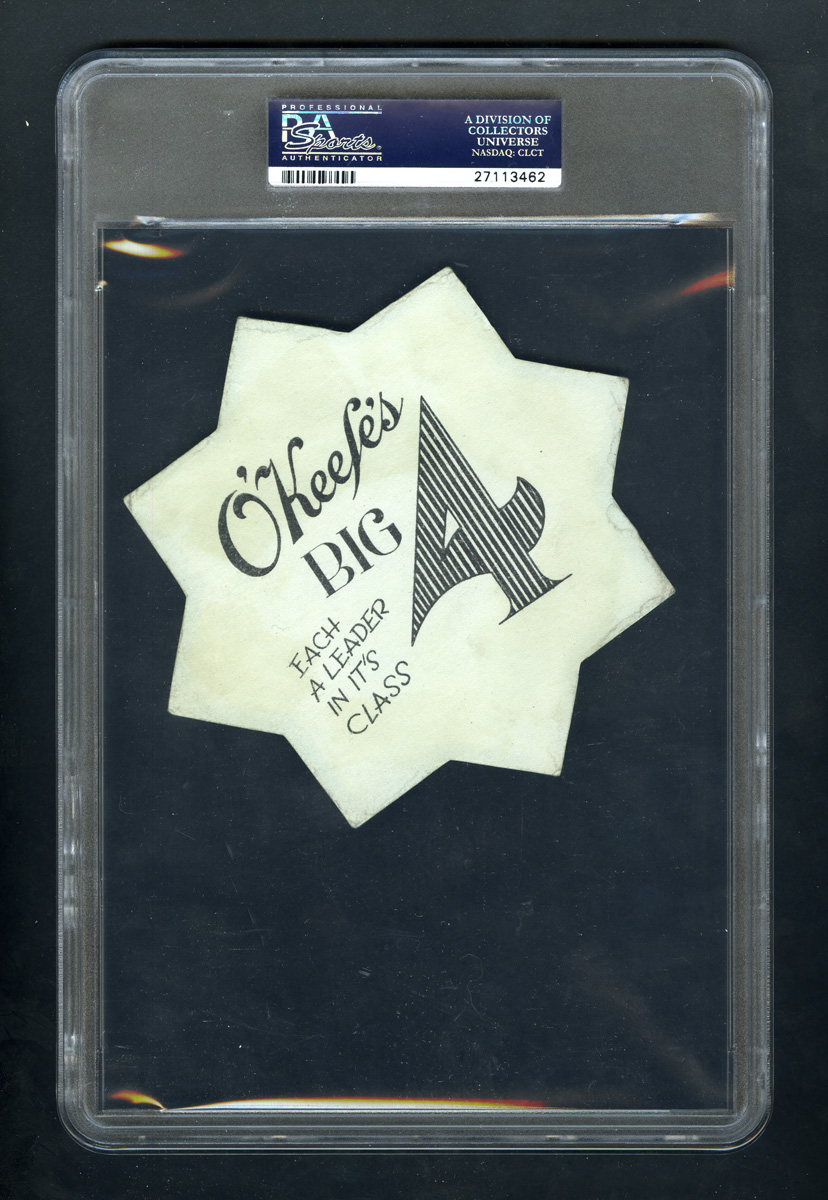 PROFESSIONAL
PSA
Sports
AUTHENTICATOR
A DIVISION OF
COLLECTORS
UNIVERSE
NASDAQ: CLCT
27113462
O'Keefe's
BIG 4
EACH
A LEADER
IN IT'S
CLASS